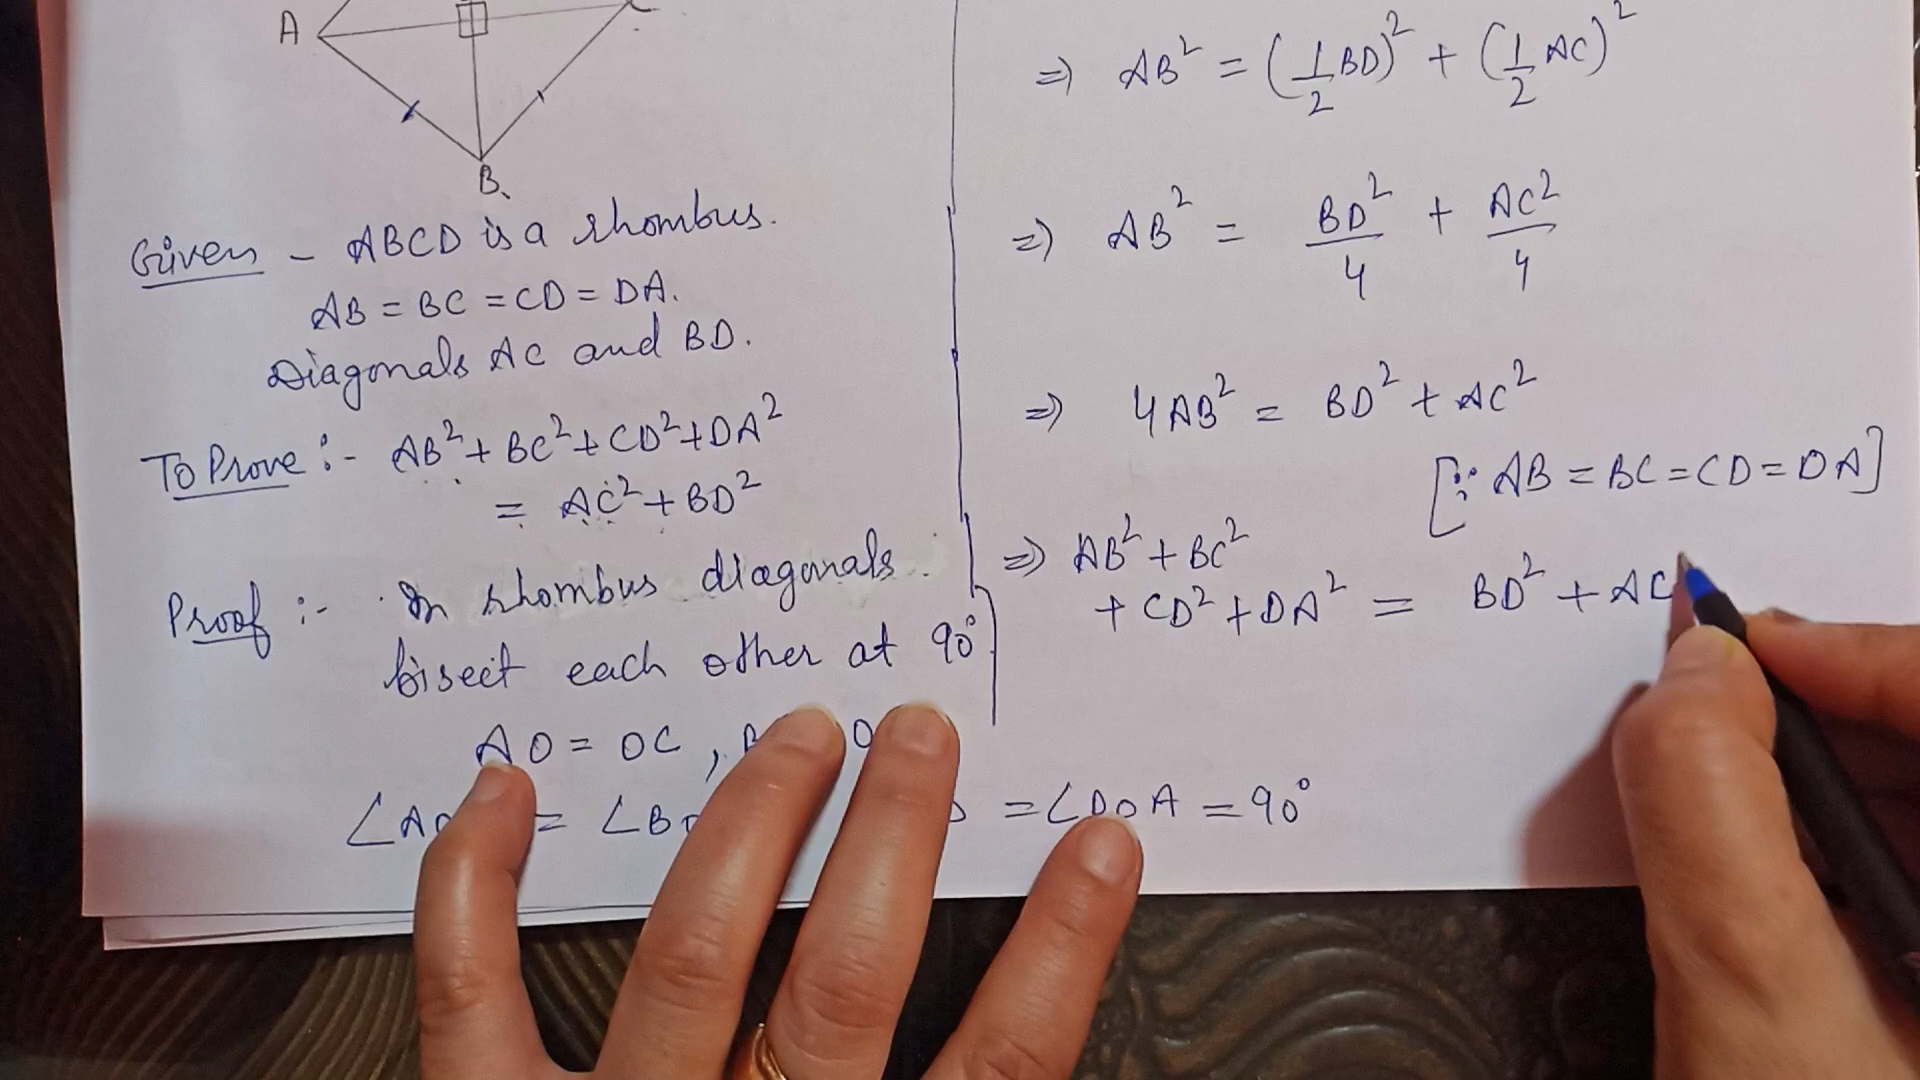 A
B
Given - ABCD is a rhombus.
AB = BC = CD = DA.
Diagonals AC and BD.
To Prove :- AB² + BC² + CD² + DA²
= AC² + BD²
Proof :- In rhombus diagonals
bisect each other at 90°
AO = OC ,
= ∠DOA = 90°
⇒ AB² = (1/2 BD)² + (1/2 AC)²
⇒ AB² = BD²/4 + AC²/4
⇒ 4AB² = BD² + AC²
[∵ AB = BC = CD = DA]
⇒ AB² + BC²
+ CD² + DA² = BD² + AC